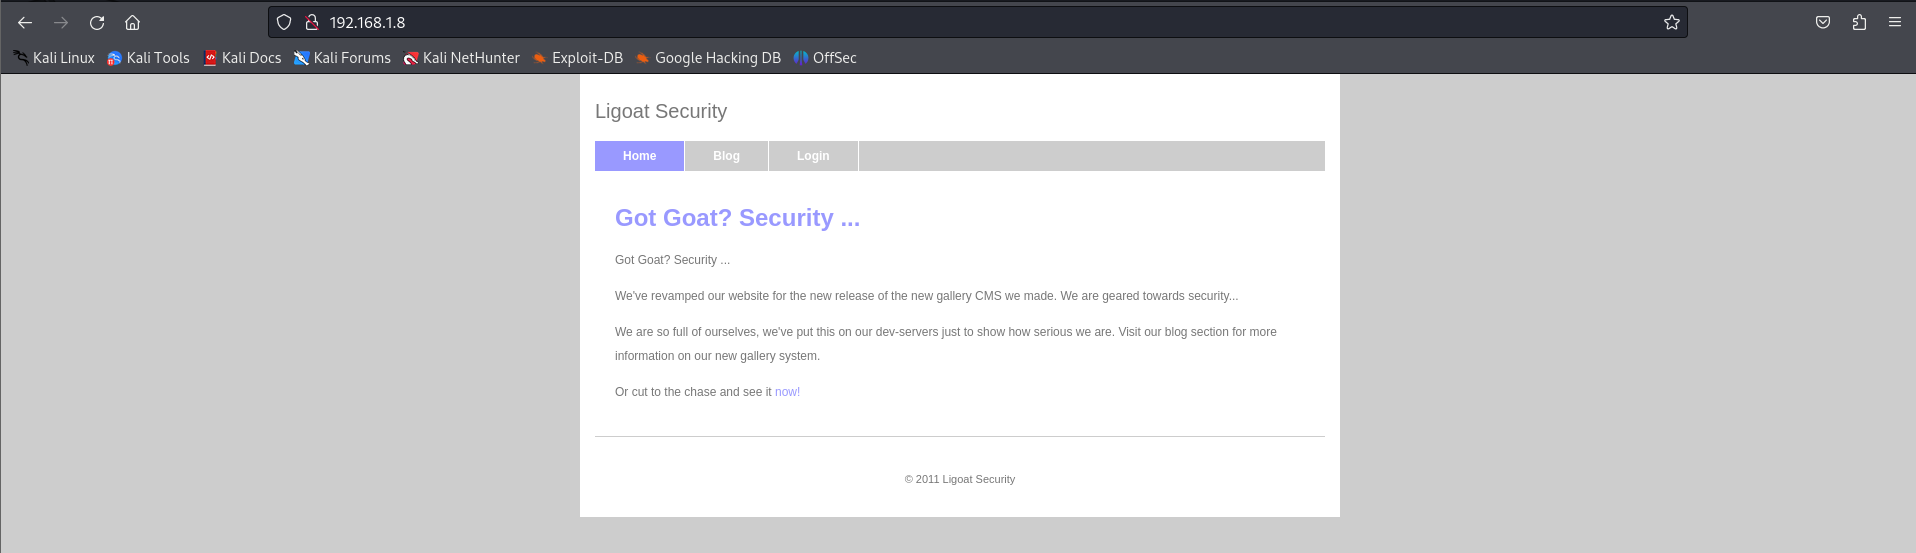 192.168.1.8
Kali Linux Kali Tools Kali Docs Kali Forums Kali NetHunter Exploit-DB Google Hacking DB OffSec
Ligoat Security
Home Blog Login
Got Goat? Security ...
Got Goat? Security ...
We've revamped our website for the new release of the new gallery CMS we made. We are geared towards security...
We are so full of ourselves, we've put this on our dev-servers just to show how serious we are. Visit our blog section for more
information on our new gallery system.
Or cut to the chase and see it now!
© 2011 Ligoat Security